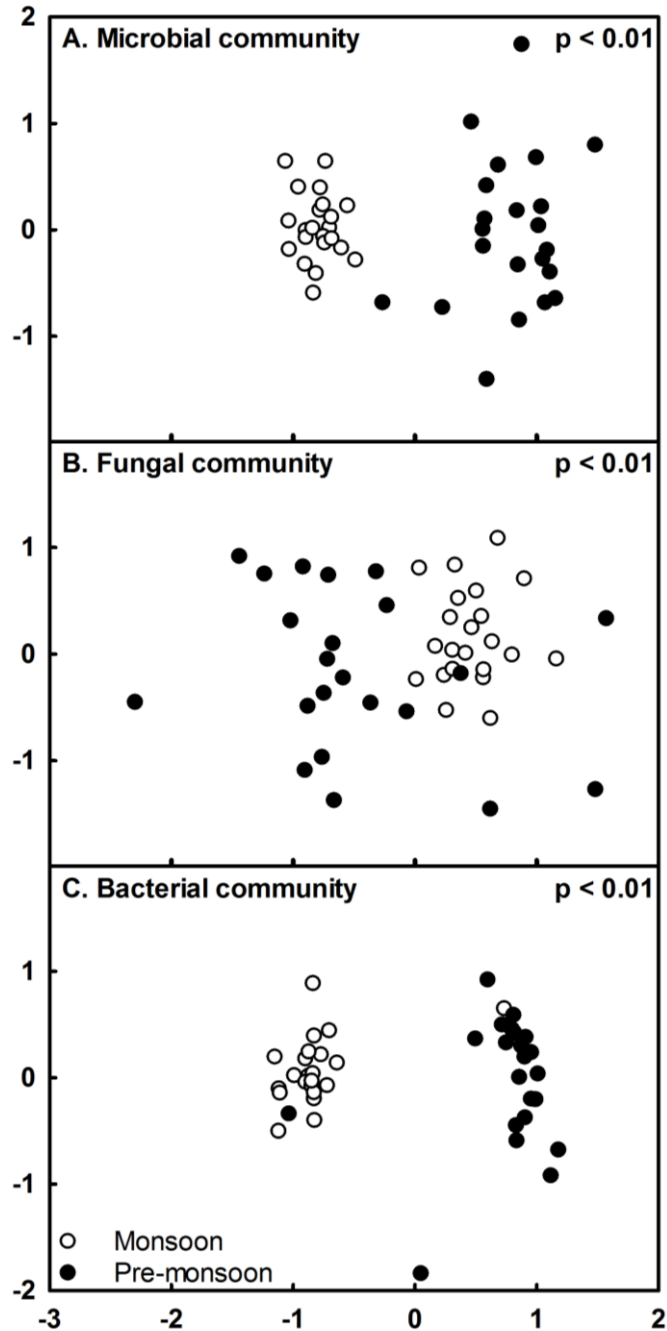 2
A. Microbial community p < 0.01
1
0
-1
B. Fungal community p < 0.01
1
0
-1
C. Bacterial community p < 0.01
1
0
-1
Monsoon
Pre-monsoon
-2
-3 -2 -1 0 1 2